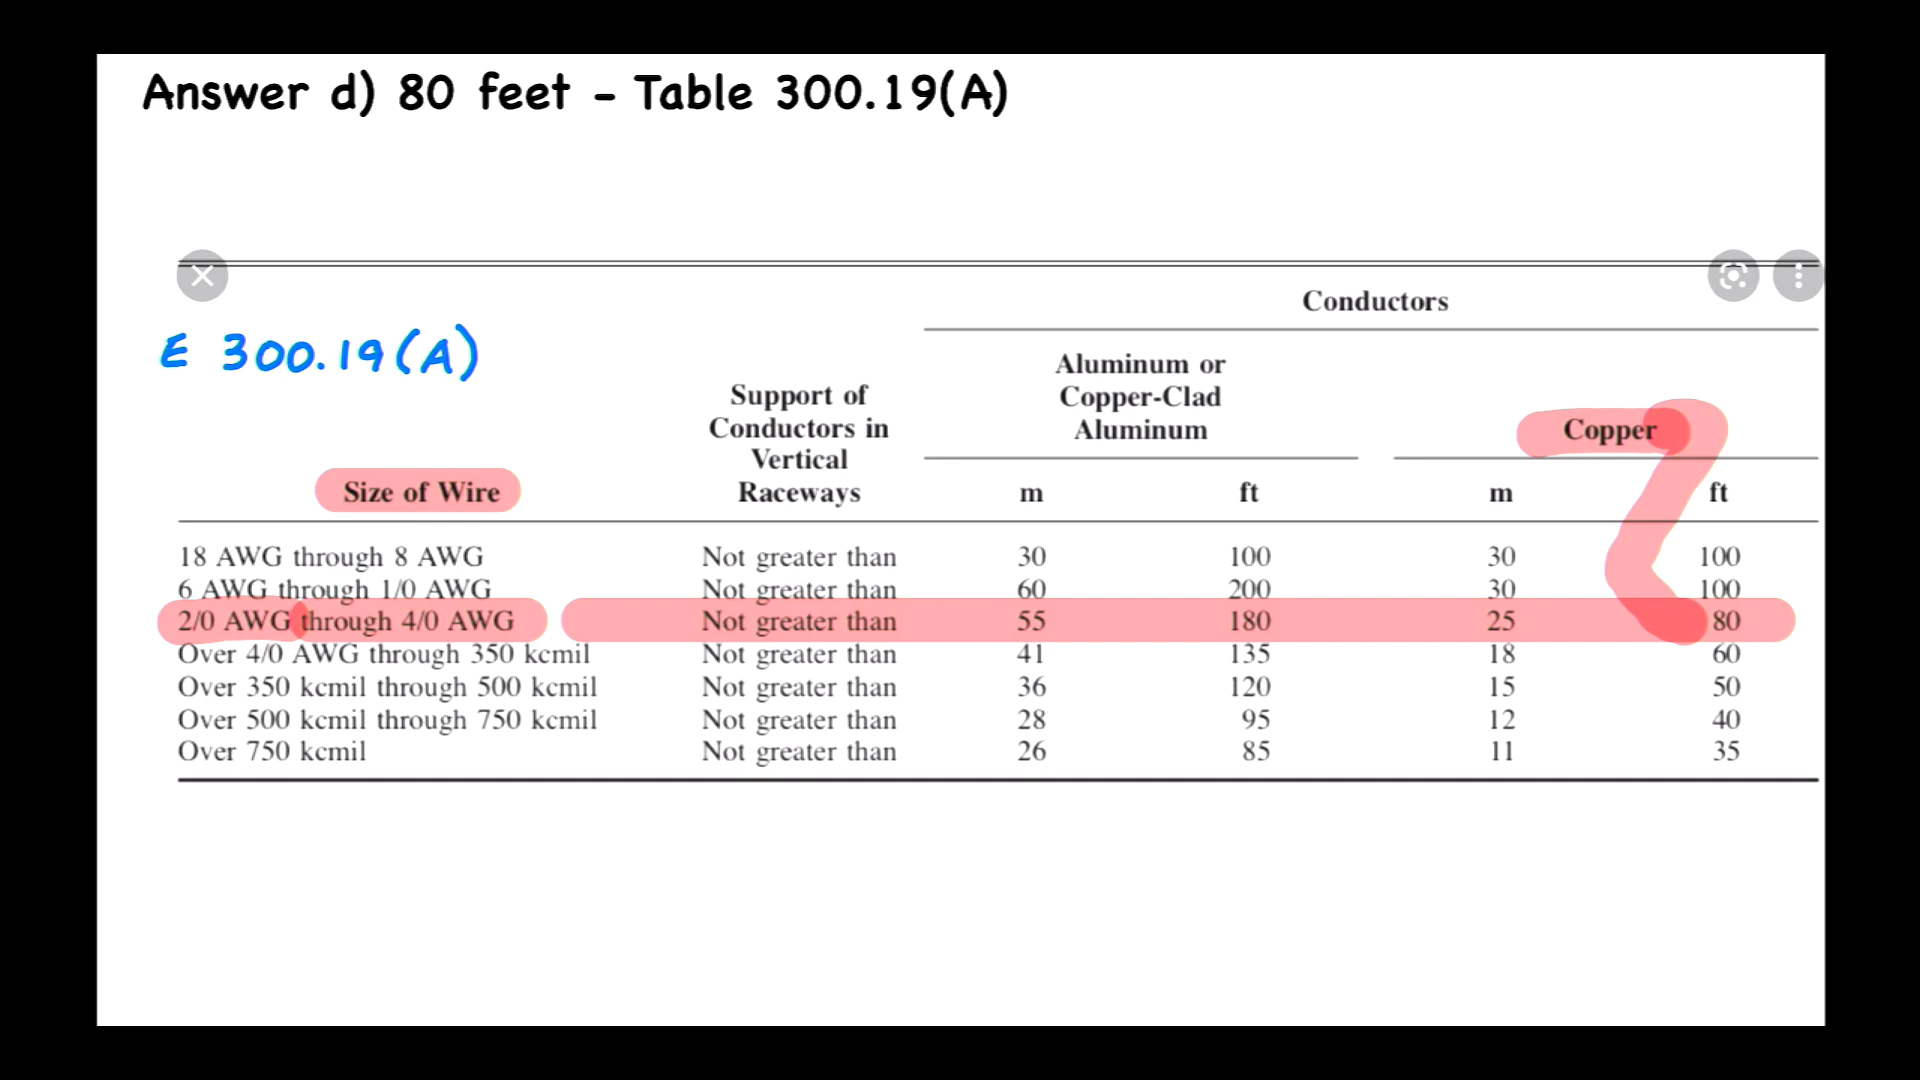 Answer d) 80 feet - Table 300.19(A)
Conductors
E 300.19(A)
Aluminum or
Copper-Clad
Aluminum
Support of
Conductors in
Vertical
Raceways
Copper
Size of Wire m ft m ft
18 AWG through 8 AWG Not greater than 30 100 30 100
6 AWG through 1/0 AWG Not greater than 60 200 30 100
2/0 AWG through 4/0 AWG Not greater than 55 180 25 80
Over 4/0 AWG through 350 kcmil Not greater than 41 135 18 60
Over 350 kcmil through 500 kcmil Not greater than 36 120 15 50
Over 500 kcmil through 750 kcmil Not greater than 28 95 12 40
Over 750 kcmil Not greater than 26 85 11 35